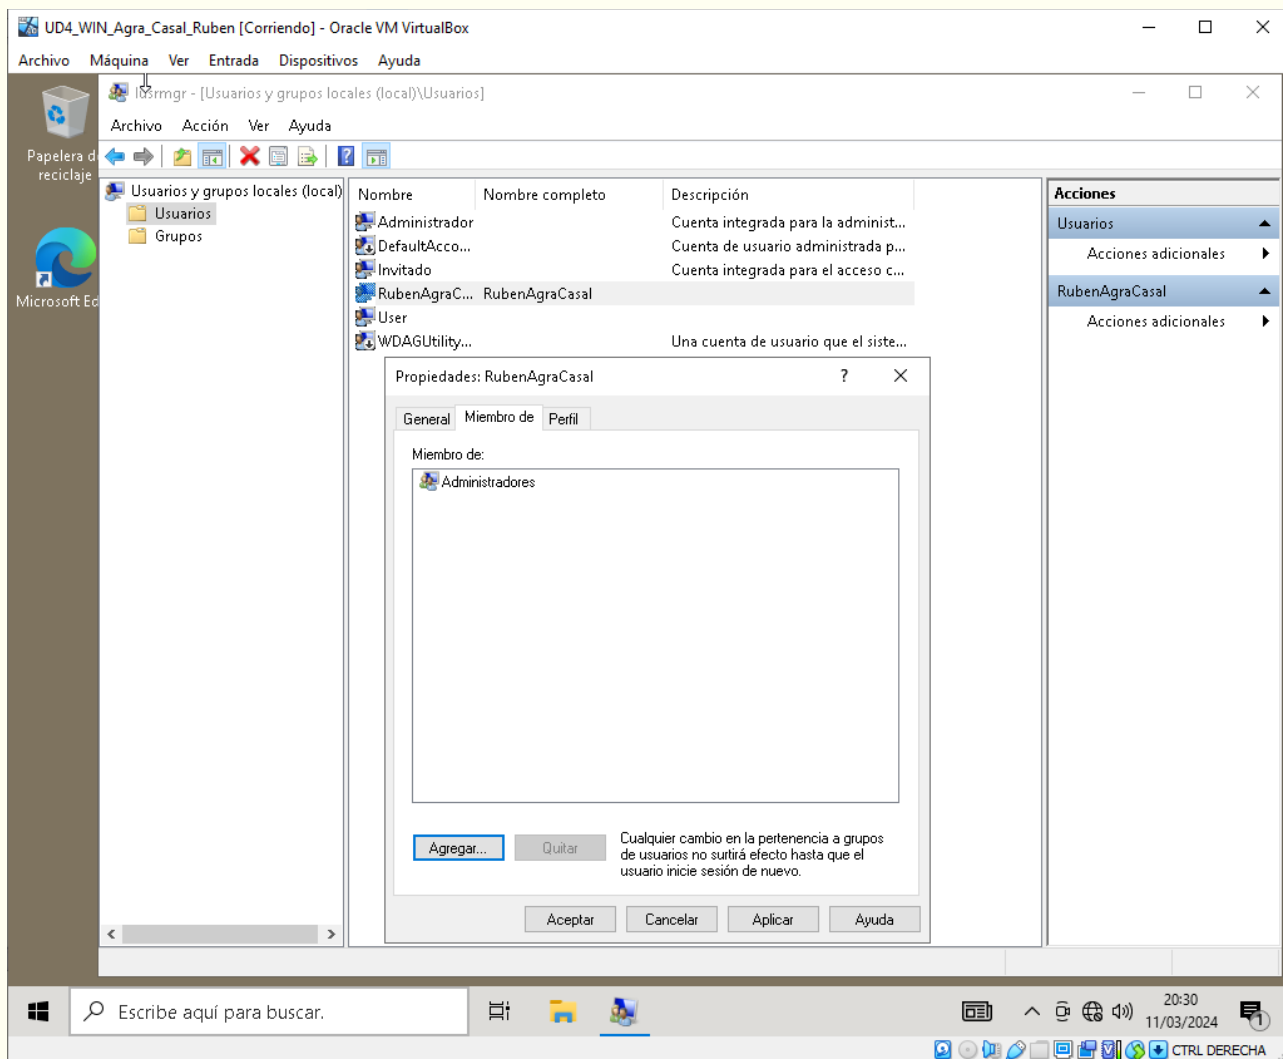 UD4_WIN_Agra_Casal_Ruben [Corriendo] - Oracle VM VirtualBox
Archivo Máquina Ver Entrada Dispositivos Ayuda
lusrmgr - [Usuarios y grupos locales (local)\Usuarios]
Archivo Acción Ver Ayuda
Papelera d
reciclaje
Microsoft Ed
Usuarios y grupos locales (local)
Usuarios
Grupos
Nombre Nombre completo Descripción
Administrador Cuenta integrada para la administ...
DefaultAcco... Cuenta de usuario administrada p...
Invitado Cuenta integrada para el acceso c...
RubenAgraC... RubenAgraCasal
User
WDAGUtility... Una cuenta de usuario que el siste...
Acciones
Usuarios
Acciones adicionales
RubenAgraCasal
Acciones adicionales
Propiedades: RubenAgraCasal ?
General Miembro de Perfil
Miembro de:
Administradores
Agregar... Quitar
Cualquier cambio en la pertenencia a grupos
de usuarios no surtirá efecto hasta que el
usuario inicie sesión de nuevo.
Aceptar Cancelar Aplicar Ayuda
Escribe aquí para buscar.
20:30
11/03/2024
1
CTRL DERECHA